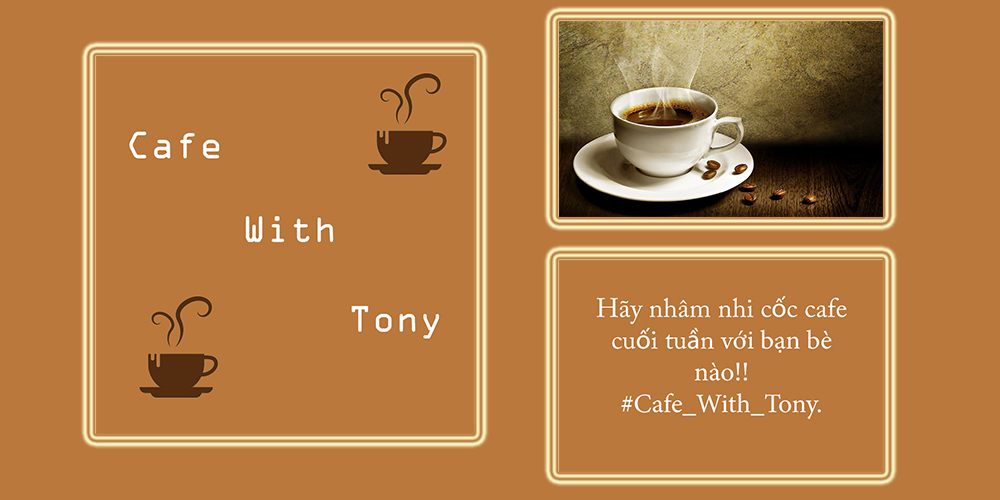 Cafe
With
Tony
Hãy nhâm nhi cốc cafe
cuối tuần với bạn bè
nào!!
#Cafe_With_Tony.